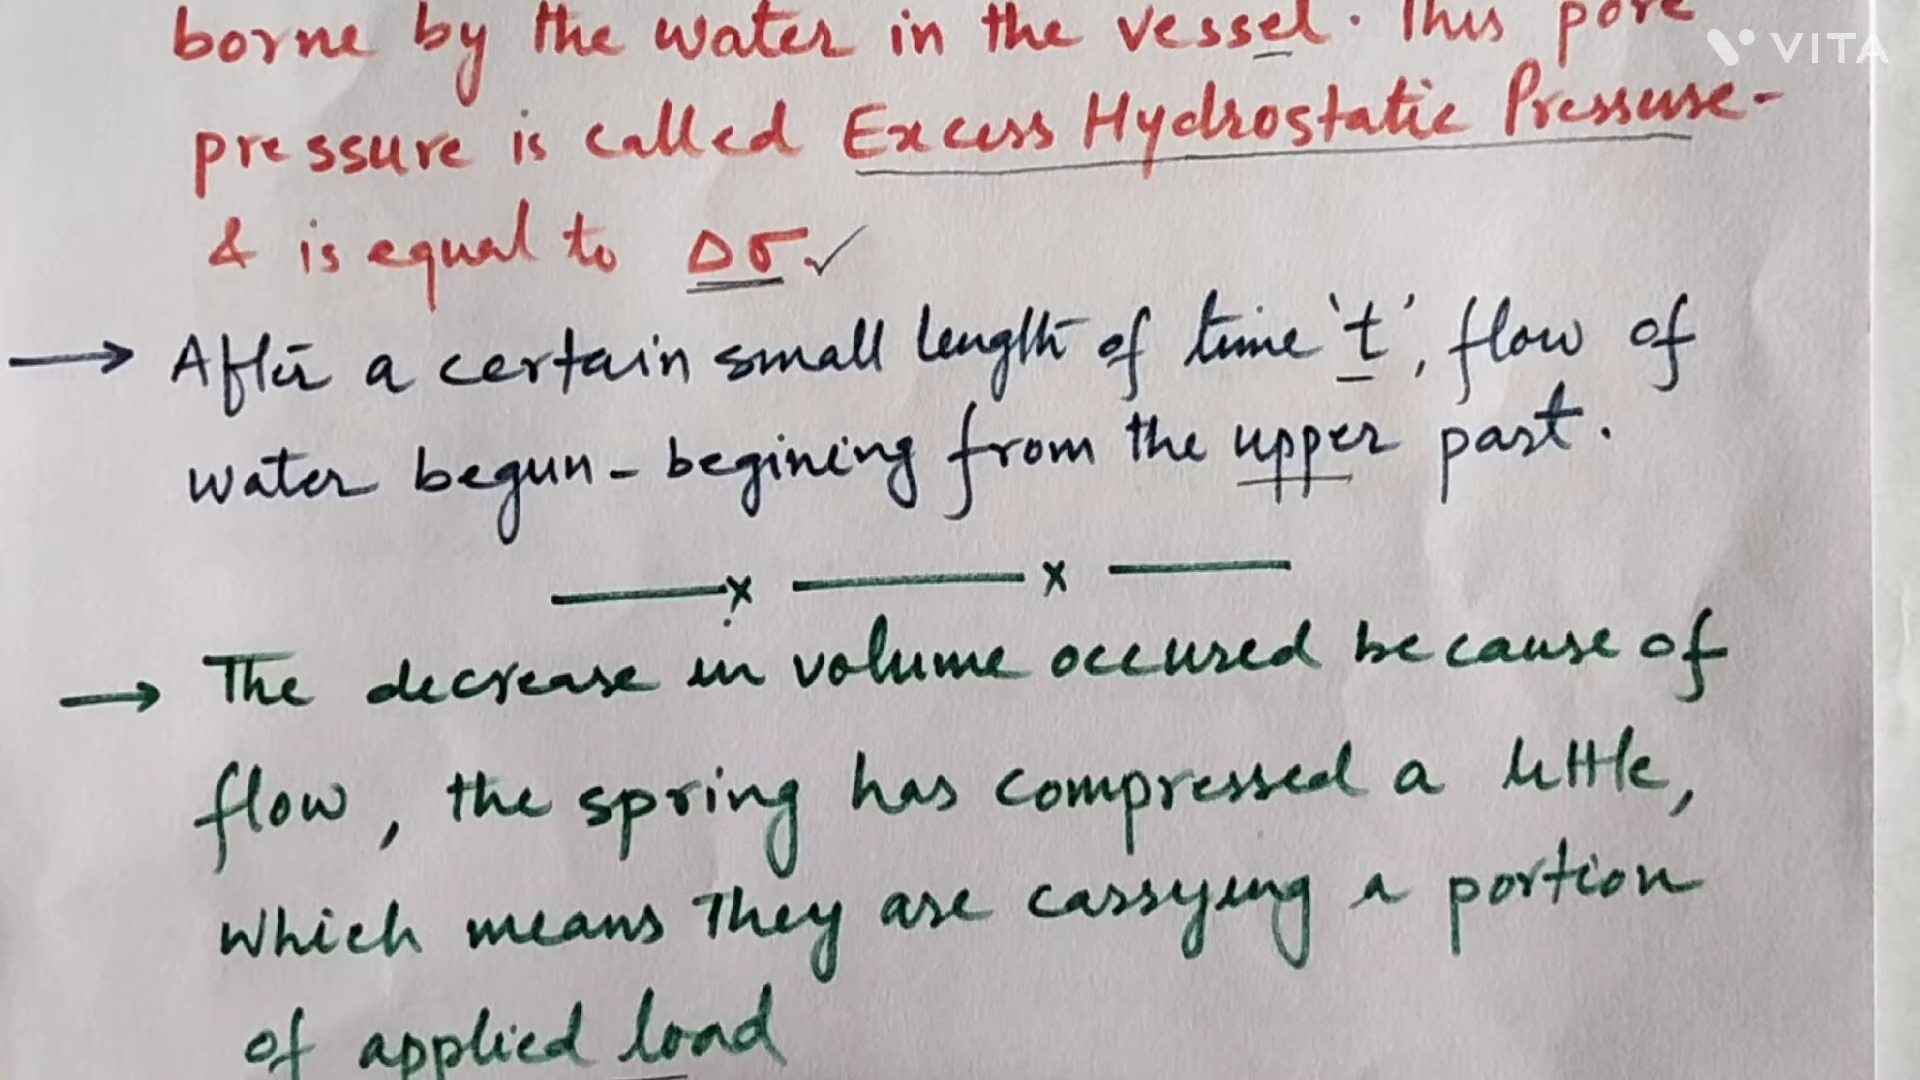 borne by the water in the vessel. This pore
VITA
pressure is called Excess Hydrostatic Pressure-
& is equal to Δσ.✓
→ After a certain small length of time 't', flow of
water begun - begining from the upper part.
—x—x—
→ The decrease in volume occured because of
flow, the spring has compressed a little,
which means They are carrying a portion
of applied load